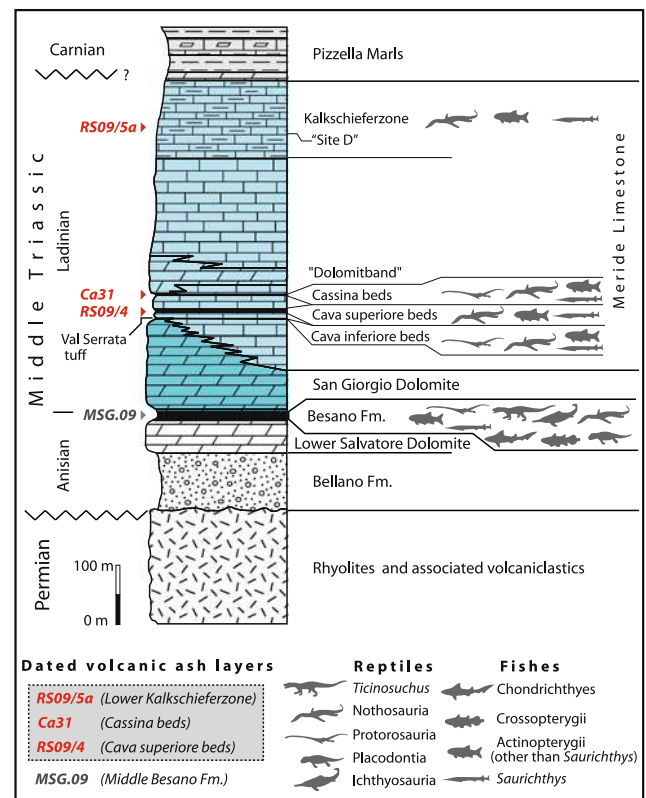 Carnian
?
Pizzella Marls
RS09/5a
Kalkschieferzone
"Site D"
Middle Triassic
Ladinian
Meride Limestone
"Dolomitband"
Ca31
Cassina beds
RS09/4
Cava superiore beds
Val Serrata
tuff
Cava inferiore beds
San Giorgio Dolomite
MSG.09
Besano Fm.
Lower Salvatore Dolomite
Anisian
Bellano Fm.
Permian
100 m
0 m
Rhyolites and associated volcaniclastics
Dated volcanic ash layers
RS09/5a (Lower Kalkschieferzone)
Ca31 (Cassina beds)
RS09/4 (Cava superiore beds)
MSG.09 (Middle Besano Fm.)
Reptiles
Ticinosuchus
Nothosauria
Protorosauria
Placodontia
Ichthyosauria
Fishes
Chondrichthyes
Crossopterygii
Actinopterygii
(other than Saurichthys)
Saurichthys